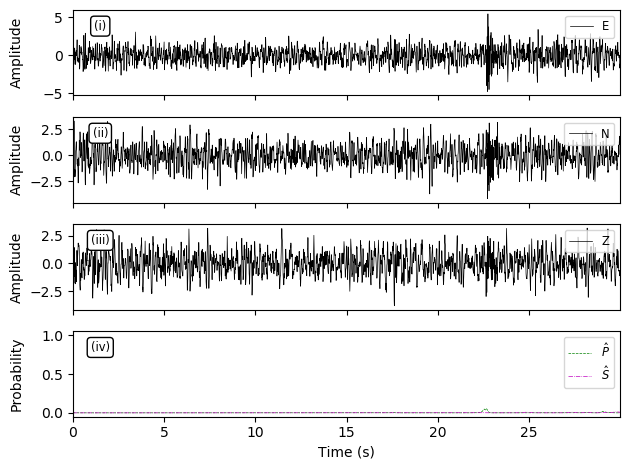 Amplitude
5
0
−5
(i)
E
Amplitude
2.5
0.0
−2.5
(ii)
N
Amplitude
2.5
0.0
−2.5
(iii)
Z
Probability
1.0
0.5
0.0
(iv)
P̂
Ŝ
0 5 10 15 20 25
Time (s)